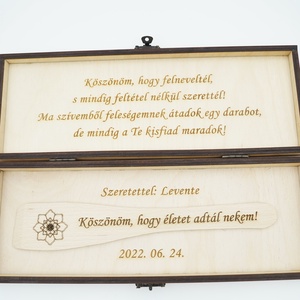 Köszönöm, hogy felneveltél,
s mindig feltétel nélkül szerettél!
Ma szívemből feleségemnek átadok egy darabot,
de mindig a Te kisfiad maradok!
Szeretettel: Levente
Köszönöm, hogy életet adtál nekem!
2022. 06. 24.